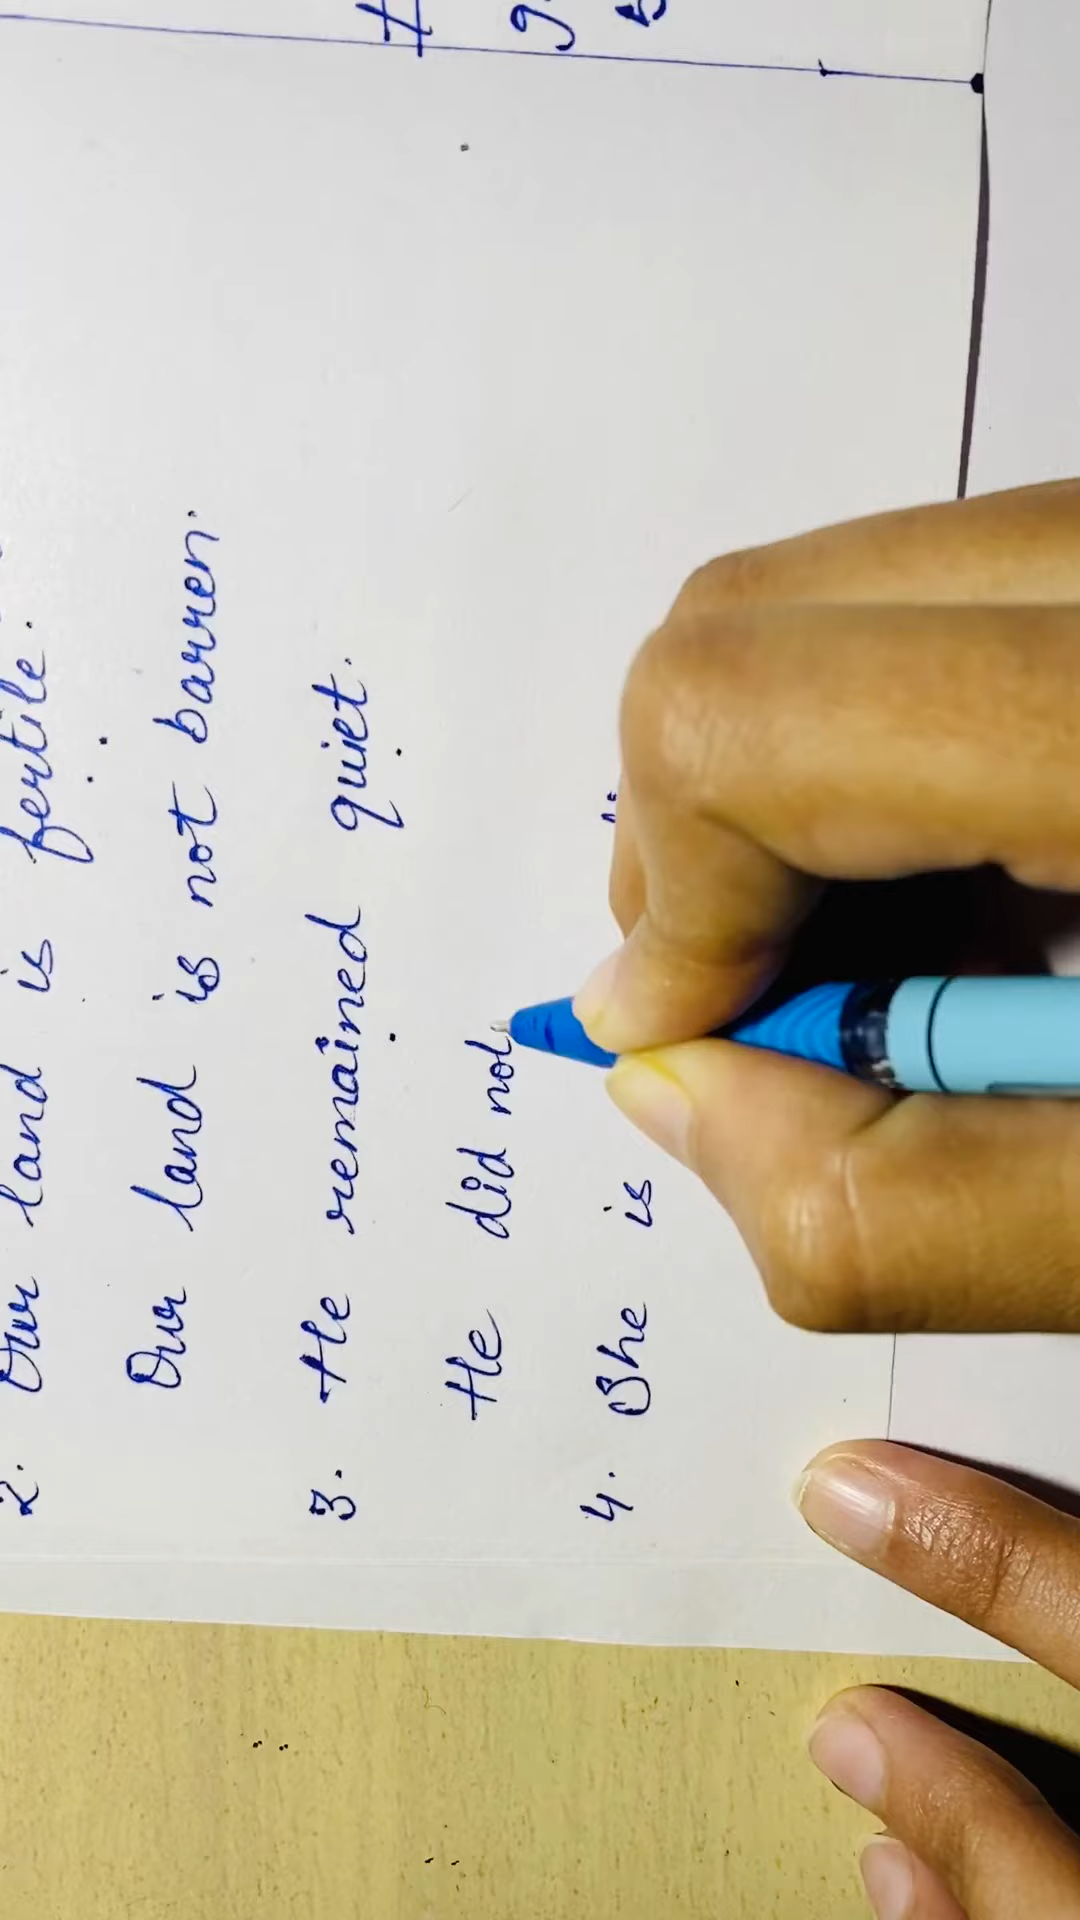 2. Our land is fertile.
Our land is not barren.
3. He remained quiet.
He did not
4. She is